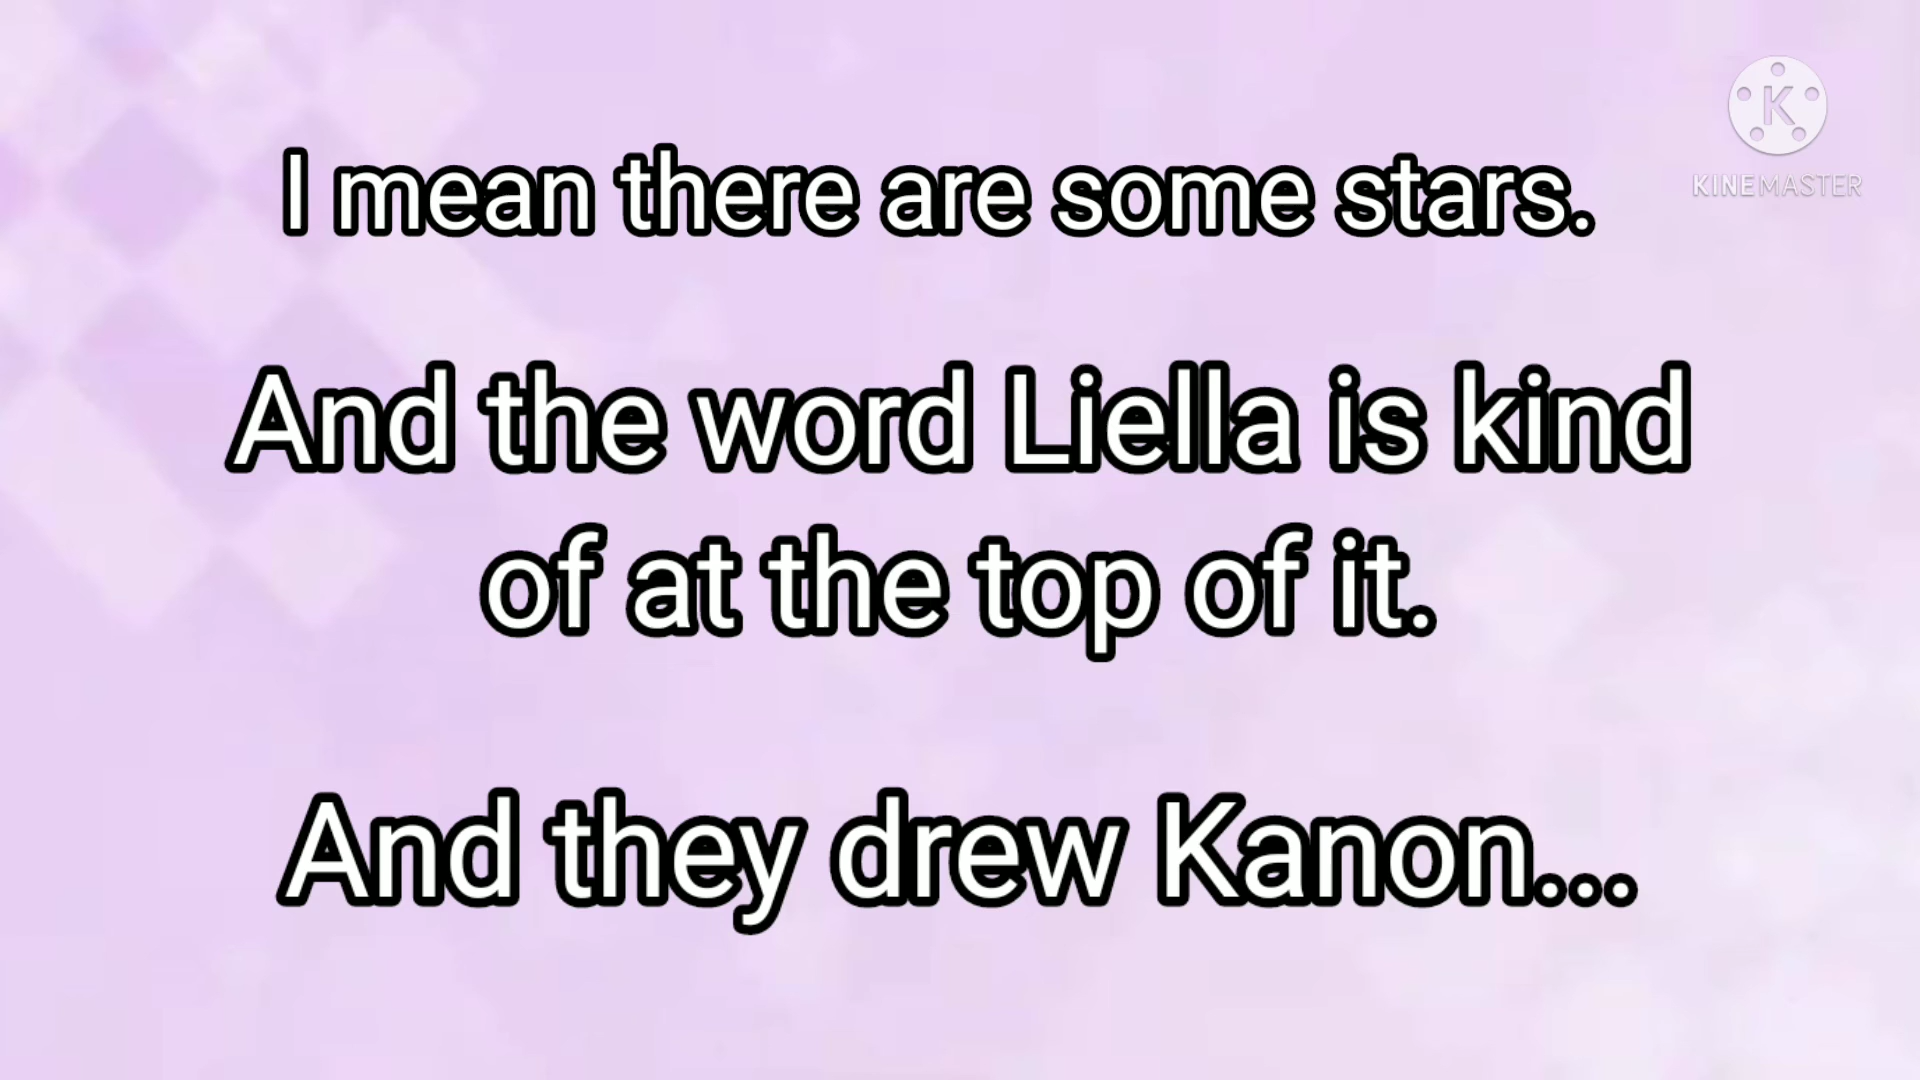 I mean there are some stars.
K
KINEMASTER
And the word Liella is kind
of at the top of it.
And they drew Kanon...